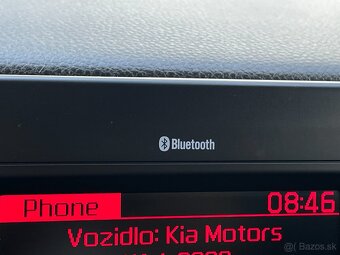 Bluetooth
Phone 08:46
Vozidlo: Kia Motors
Bazos.sk